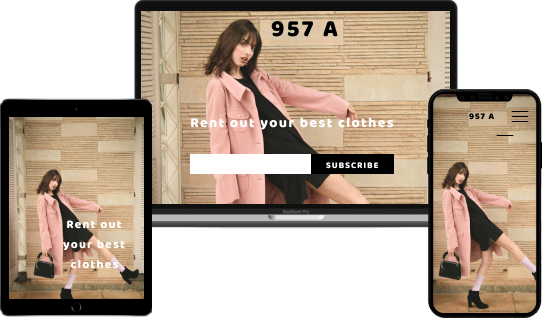 957 A
Rent out your best clothes
SUBSCRIBE
MacBook Pro
Rent out
your best
clothes
957 A